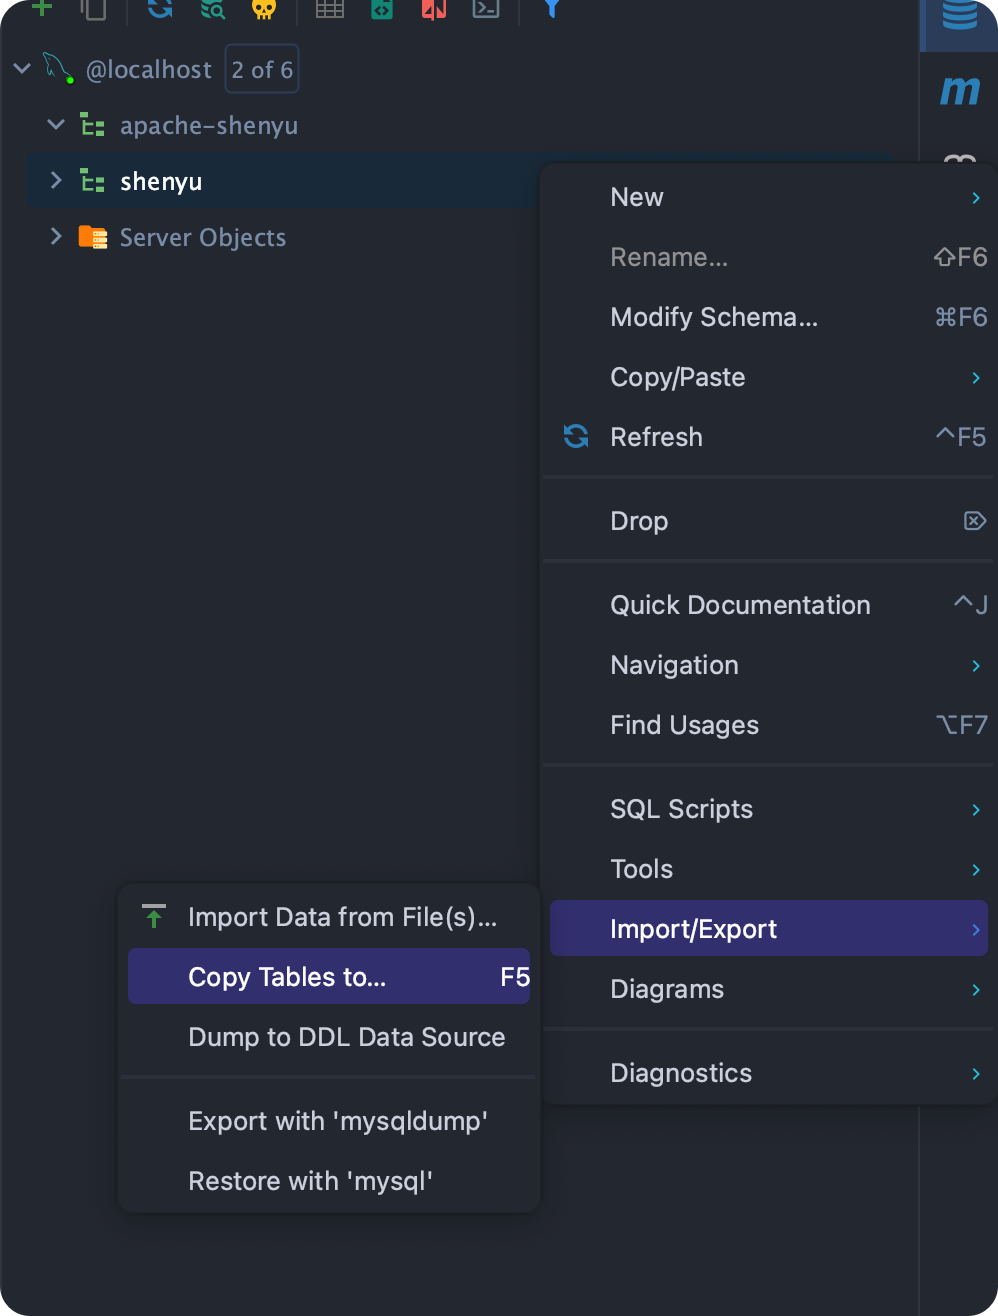 @localhost 2 of 6
apache-shenyu
shenyu
Server Objects
m
New
Rename... ⇧F6
Modify Schema... ⌘F6
Copy/Paste
Refresh ^F5
Drop ⌦
Quick Documentation ^J
Navigation
Find Usages ⌥F7
SQL Scripts
Tools
Import/Export
Diagrams
Diagnostics
Import Data from File(s)...
Copy Tables to... F5
Dump to DDL Data Source
Export with 'mysqldump'
Restore with 'mysql'